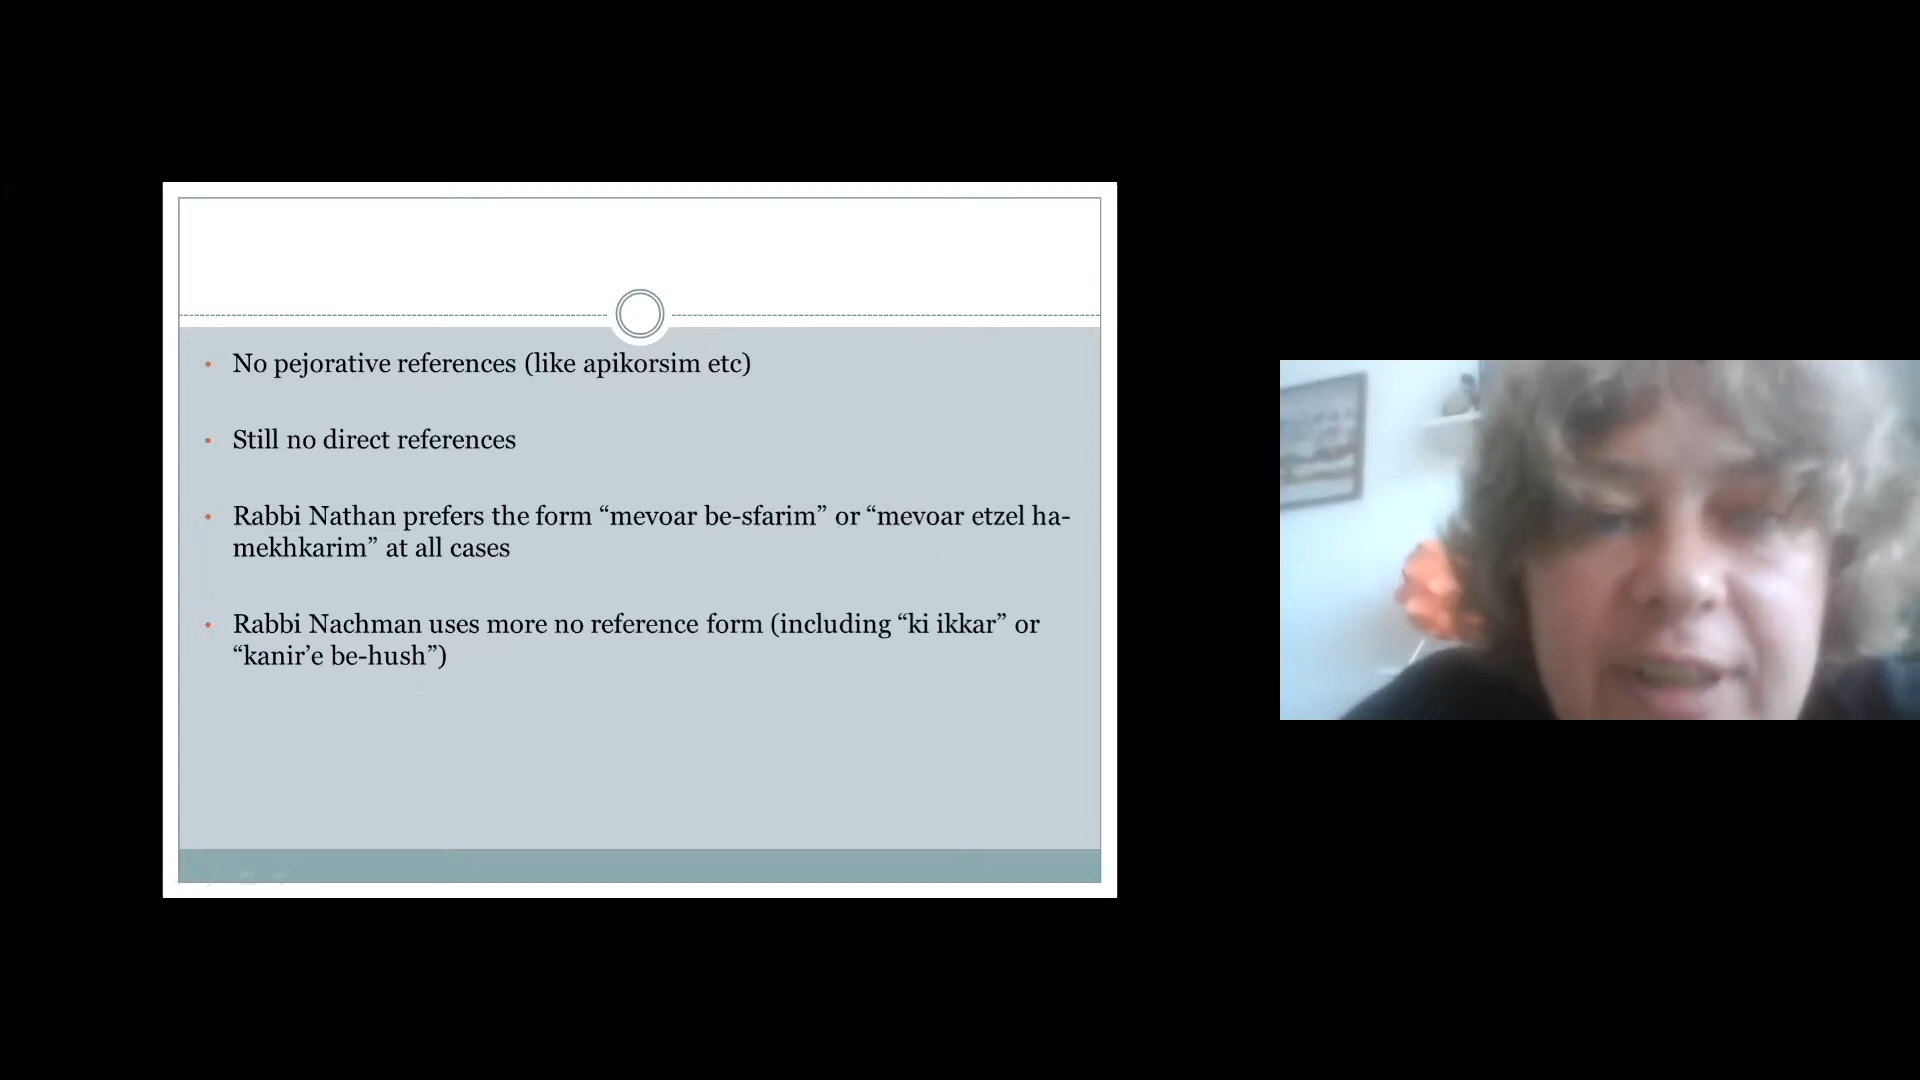 No pejorative references (like apikorsim etc)
Still no direct references
Rabbi Nathan prefers the form “mevoar be-sfarim” or “mevoar etzel ha-
mekhkarim” at all cases
Rabbi Nachman uses more no reference form (including “ki ikkar” or
“kanir’e be-hush”)